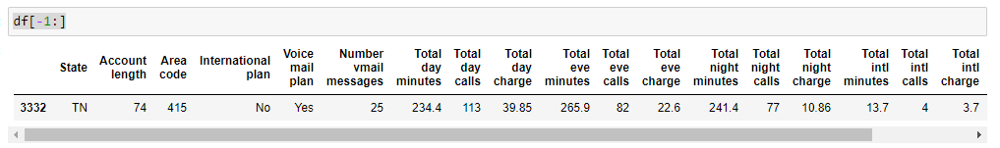 df[-1:]
State Account length Area code International plan Voice mail plan Number vmail messages Total day minutes Total day calls Total day charge Total eve minutes Total eve calls Total eve charge Total night minutes Total night calls Total night charge Total intl minutes Total intl calls Total intl charge
3332 TN 74 415 No Yes 25 234.4 113 39.85 265.9 82 22.6 241.4 77 10.86 13.7 4 3.7